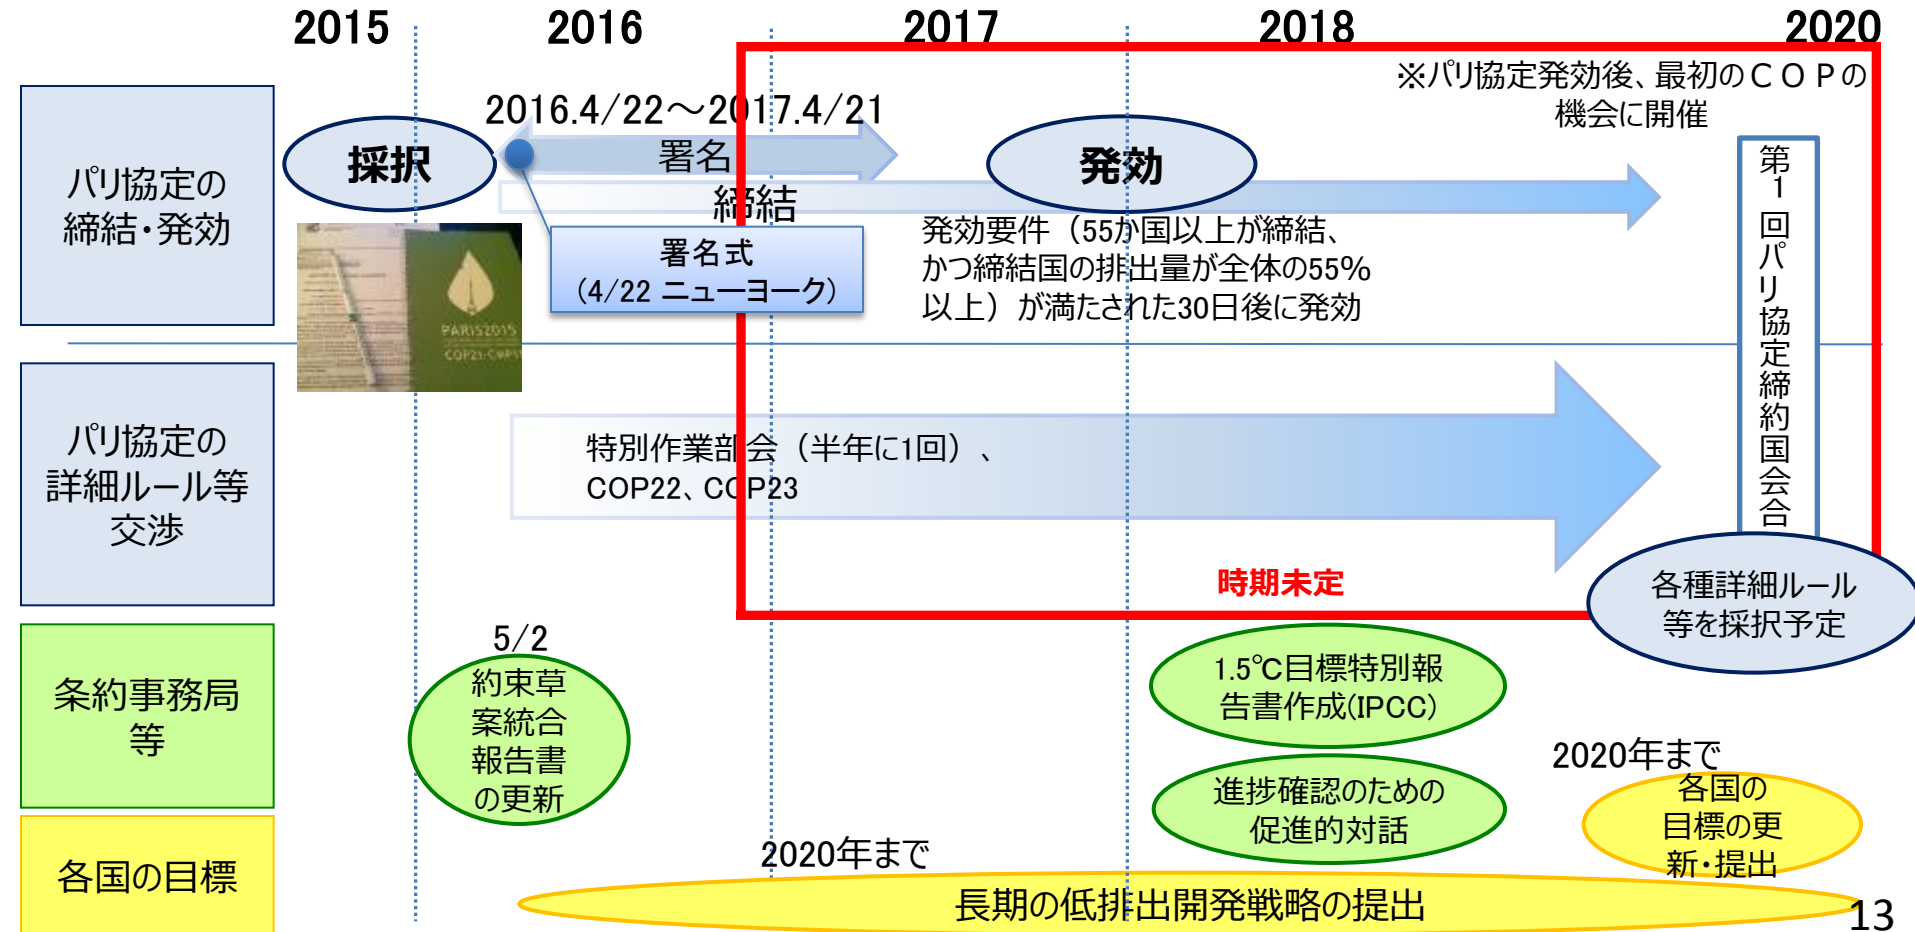 2015
2016
2017
2018
2020
※パリ協定発効後、最初のＣＯＰの
機会に開催
パリ協定の
締結・発効
採択
2016.4/22～2017.4/21
署名
締結
署名式
(4/22 ニューヨーク)
発効
発効要件（55か国以上が締結、
かつ締結国の排出量が全体の55%
以上）が満たされた30日後に発効
第1回パリ協定締約国会合
PARIS2015
パリ協定の
詳細ルール等
交渉
特別作業部会（半年に1回）、
COP22、COP23
時期未定
各種詳細ルール
等を採択予定
条約事務局
等
5/2
約束草
案統合
報告書
の更新
1.5℃目標特別報
告書作成(IPCC)
進捗確認のための
促進的対話
2020年まで
各国の
目標の更
新・提出
各国の目標
2020年まで
長期の低排出開発戦略の提出
13